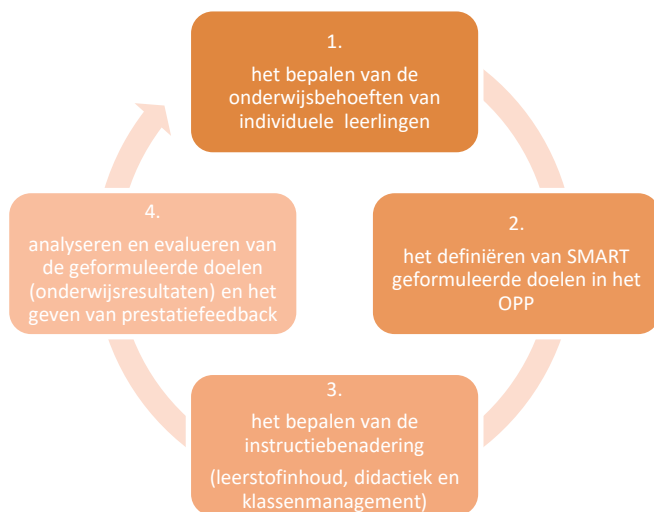 1.
het bepalen van de
onderwijsbehoeften van
individuele leerlingen
2.
het definiëren van SMART
geformuleerde doelen in het
OPP
3.
het bepalen van de
instructiebenadering
(leerstofinhoud, didactiek en
klassenmanagement)
4.
analyseren en evalueren van
de geformuleerde doelen
(onderwijsresultaten) en het
geven van prestatiefeedback